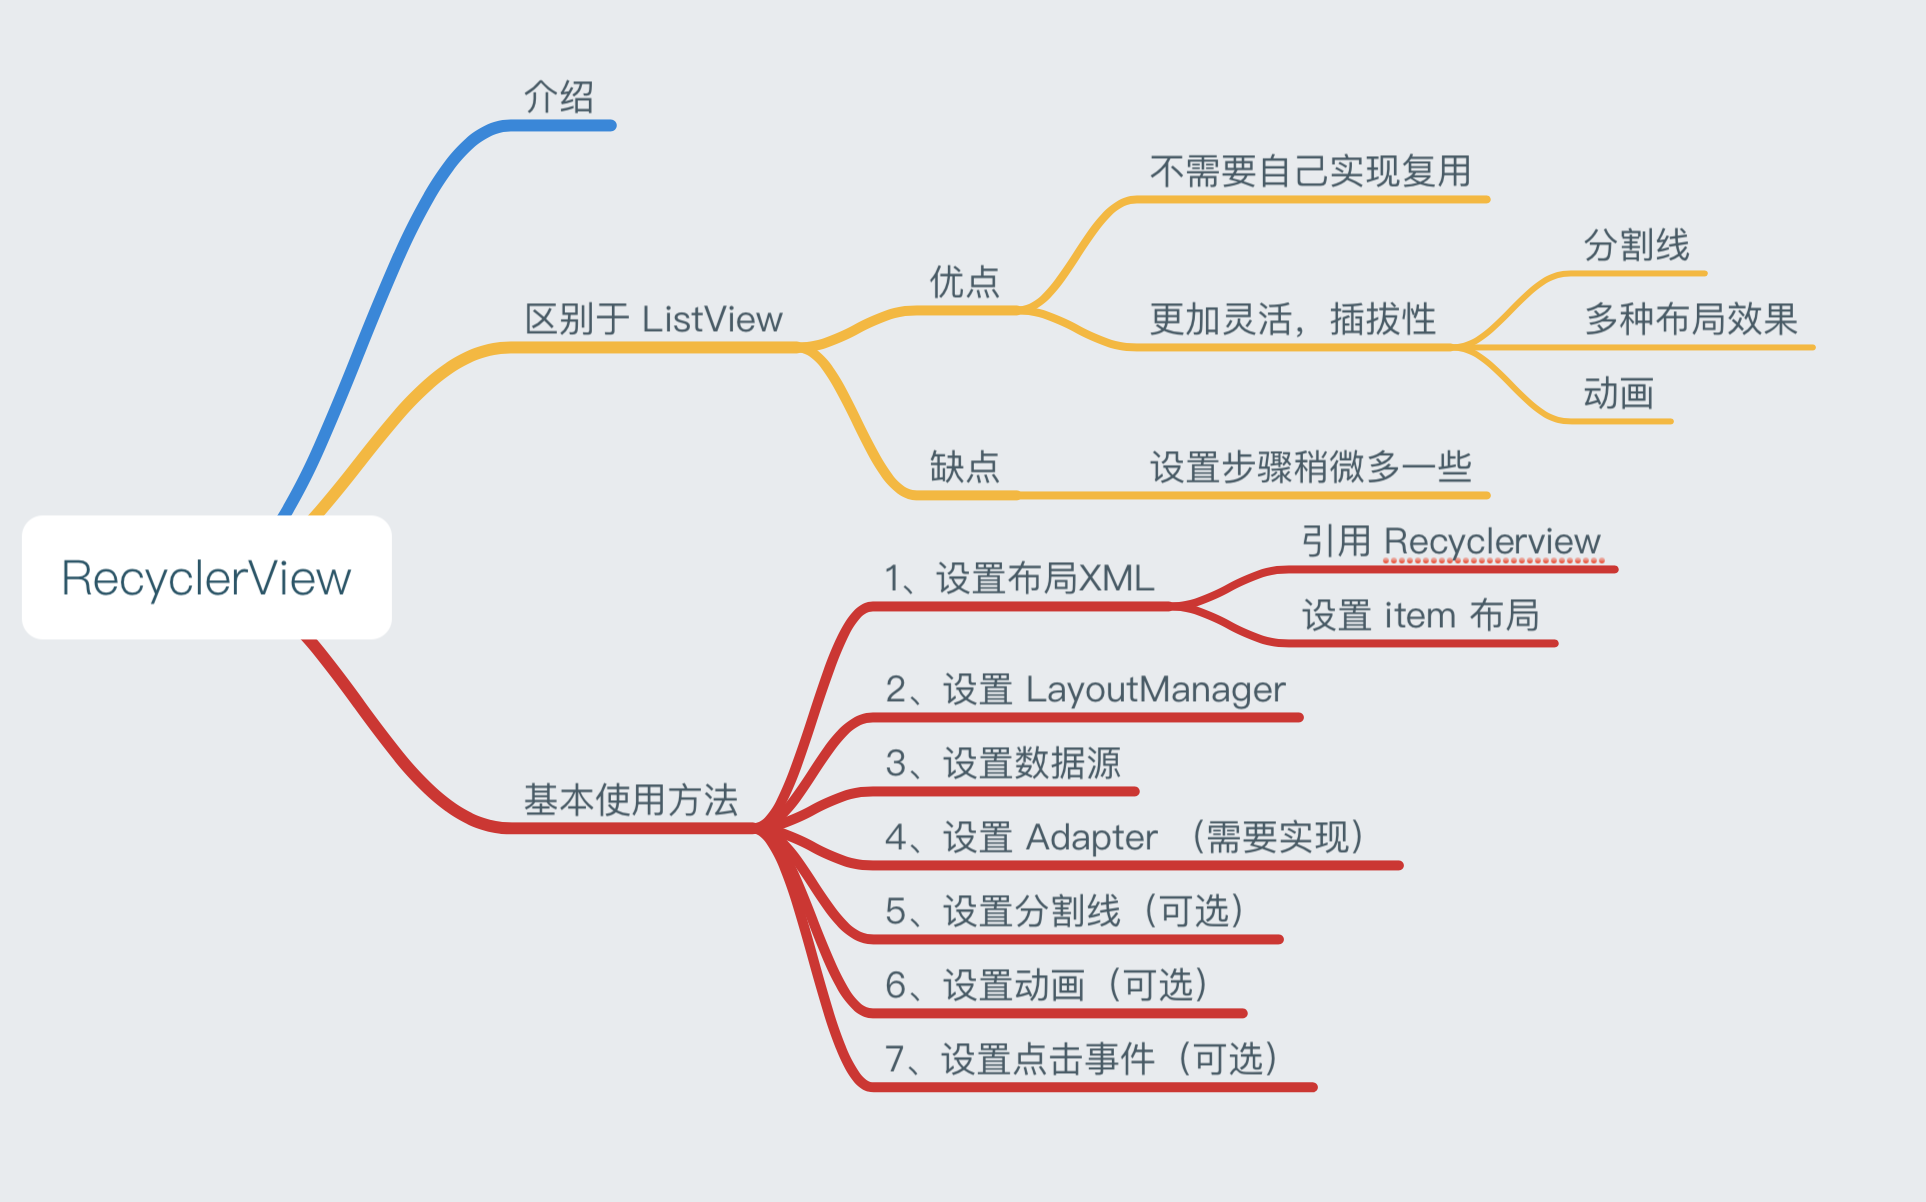 介绍
不需要自己实现复用
分割线
优点
区别于 ListView
更加灵活，插拔性
多种布局效果
动画
缺点
设置步骤稍微多一些
RecyclerView
引用 Recyclerview
1、设置布局XML
设置 item 布局
2、设置 LayoutManager
3、设置数据源
基本使用方法
4、设置 Adapter （需要实现）
5、设置分割线（可选）
6、设置动画（可选）
7、设置点击事件（可选）